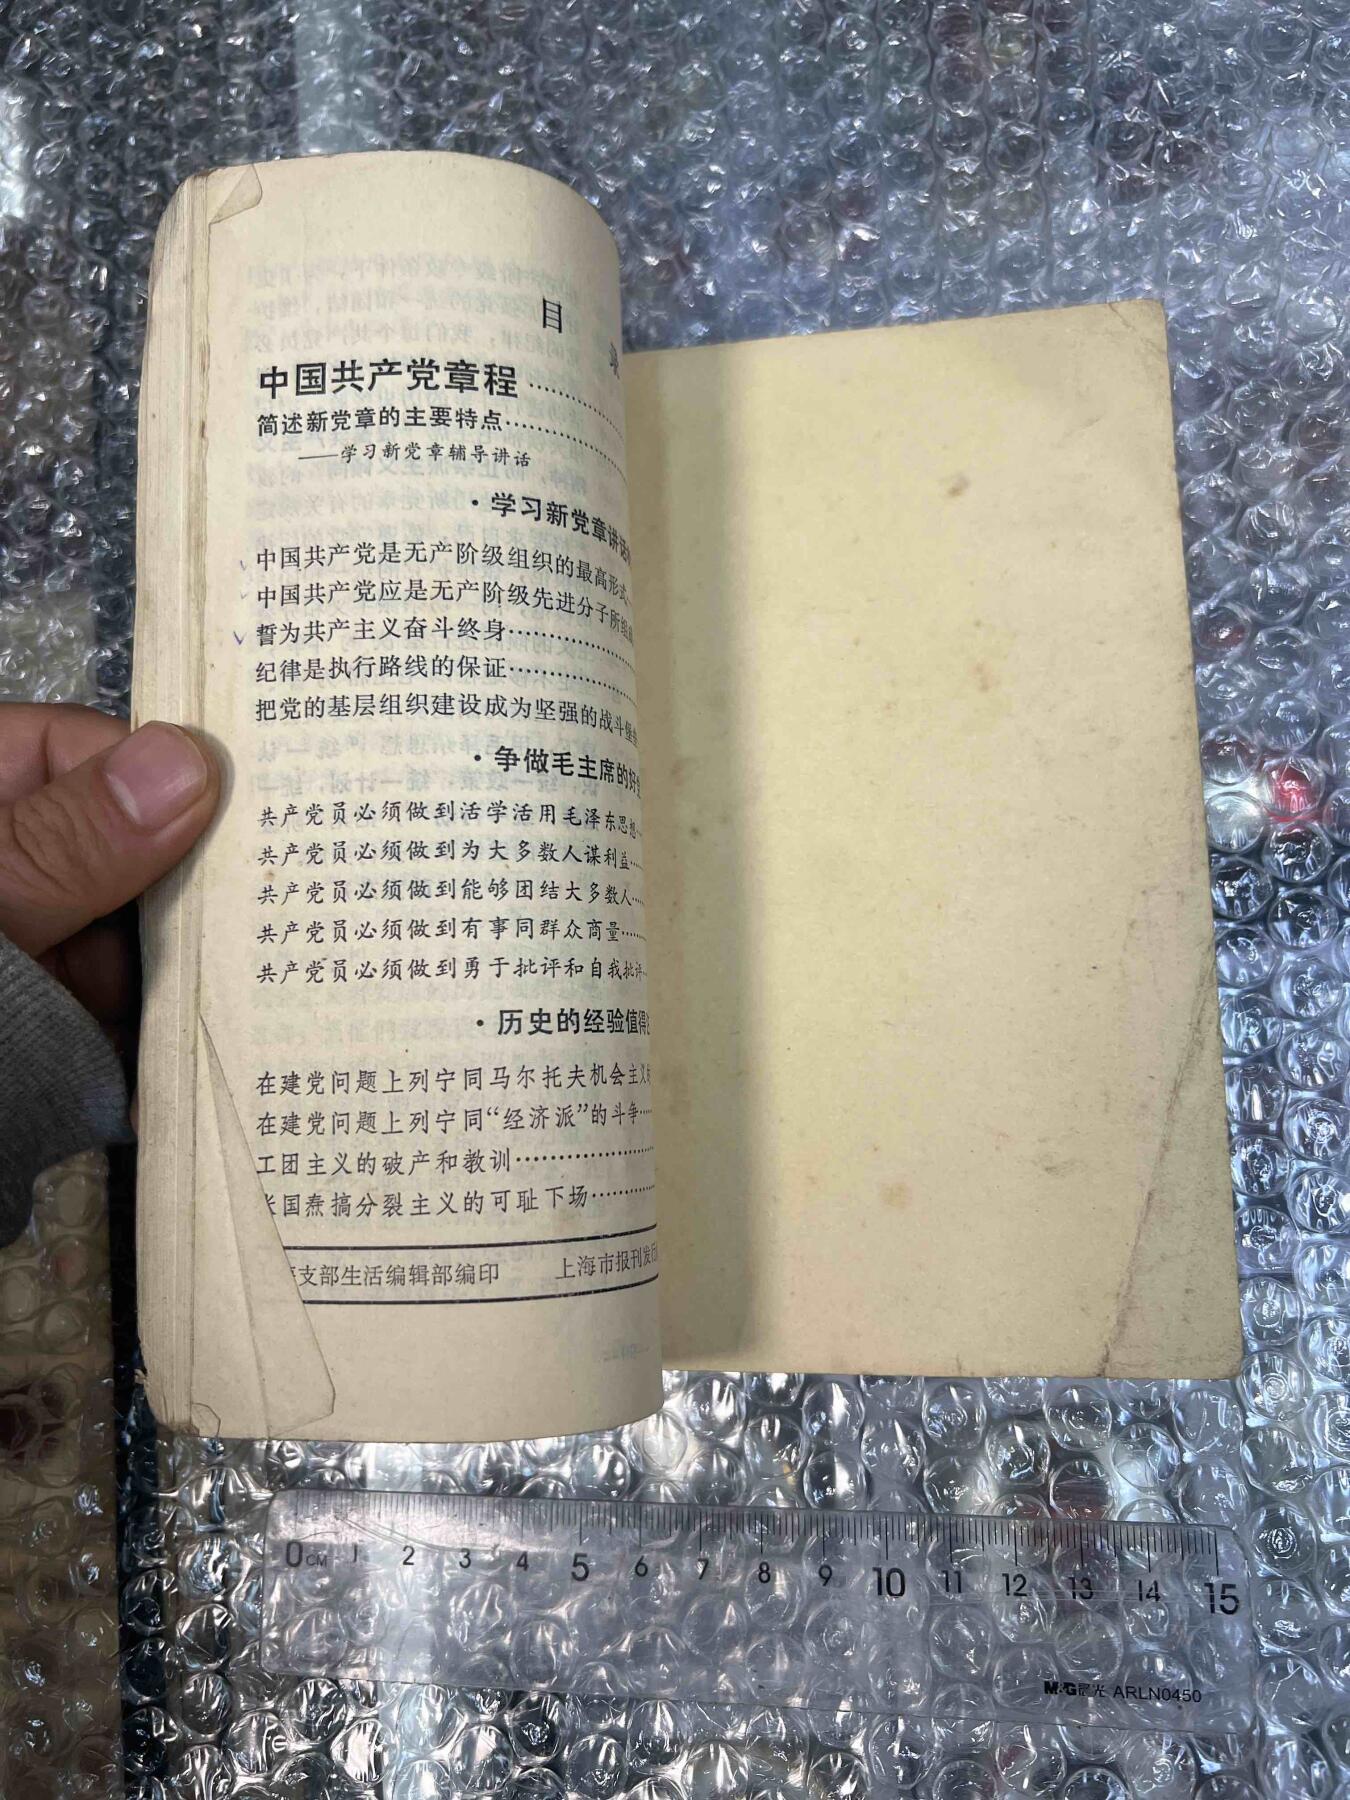 目录
中国共产党章程
简述新党章的主要特点
——学习新党章辅导讲话
·学习新党章讲话
中国共产党是无产阶级组织的最高形式
中国共产党应是无产阶级先进分子所组成
誓为共产主义奋斗终身
纪律是执行路线的保证
把党的基层组织建设成为坚强的战斗堡垒
·争做毛主席的好
共产党员必须做到活学活用毛泽东思想
共产党员必须做到为大多数人谋利益
共产党员必须做到能够团结大多数人
共产党员必须做到有事同群众商量
共产党员必须做到勇于批评和自我批评
·历史的经验值得
在建党问题上列宁同马尔托夫机会主义
在建党问题上列宁同“经济派”的斗争
工团主义的破产和教训
张国焘搞分裂主义的可耻下场
支部生活编辑部编印 上海市报刊发行
0 CM 1 2 3 4 5 6 7 8 9 10 11 12 13 14 15
M&G晨光 ARLN0450